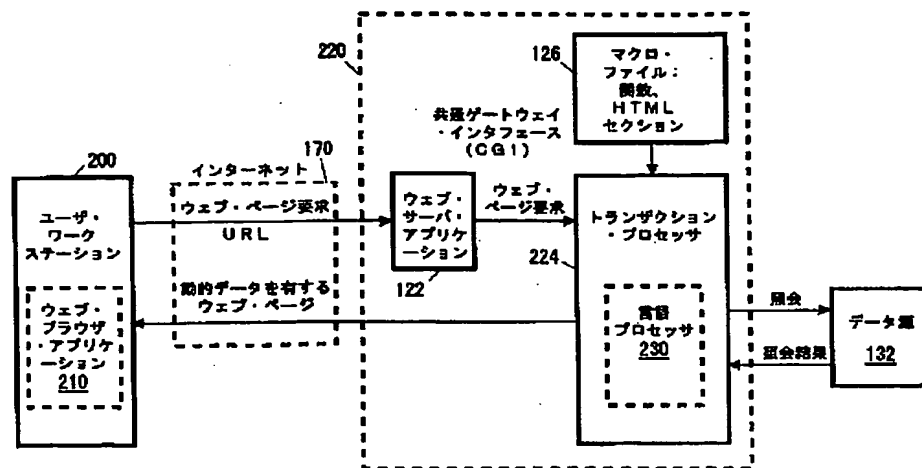 220
126
マクロ・
ファイル：
関数、
HTML
セクション
共通ゲートウェイ
・インタフェース
(CGI)
200
インターネット
170
ユーザ・
ワーク
ステーション
ウェブ・ページ要求
URL
ウェブ・
サーバ・
アプリケ
ーション
122
ウェブ・
ページ要求
トランザクション
・プロセッサ
224
動的データを有する
ウェブ・ページ
ウェブ・
ブラウザ
・アプリケ
ーション
210
言語
プロセッサ
230
照会
照会結果
データ源
132